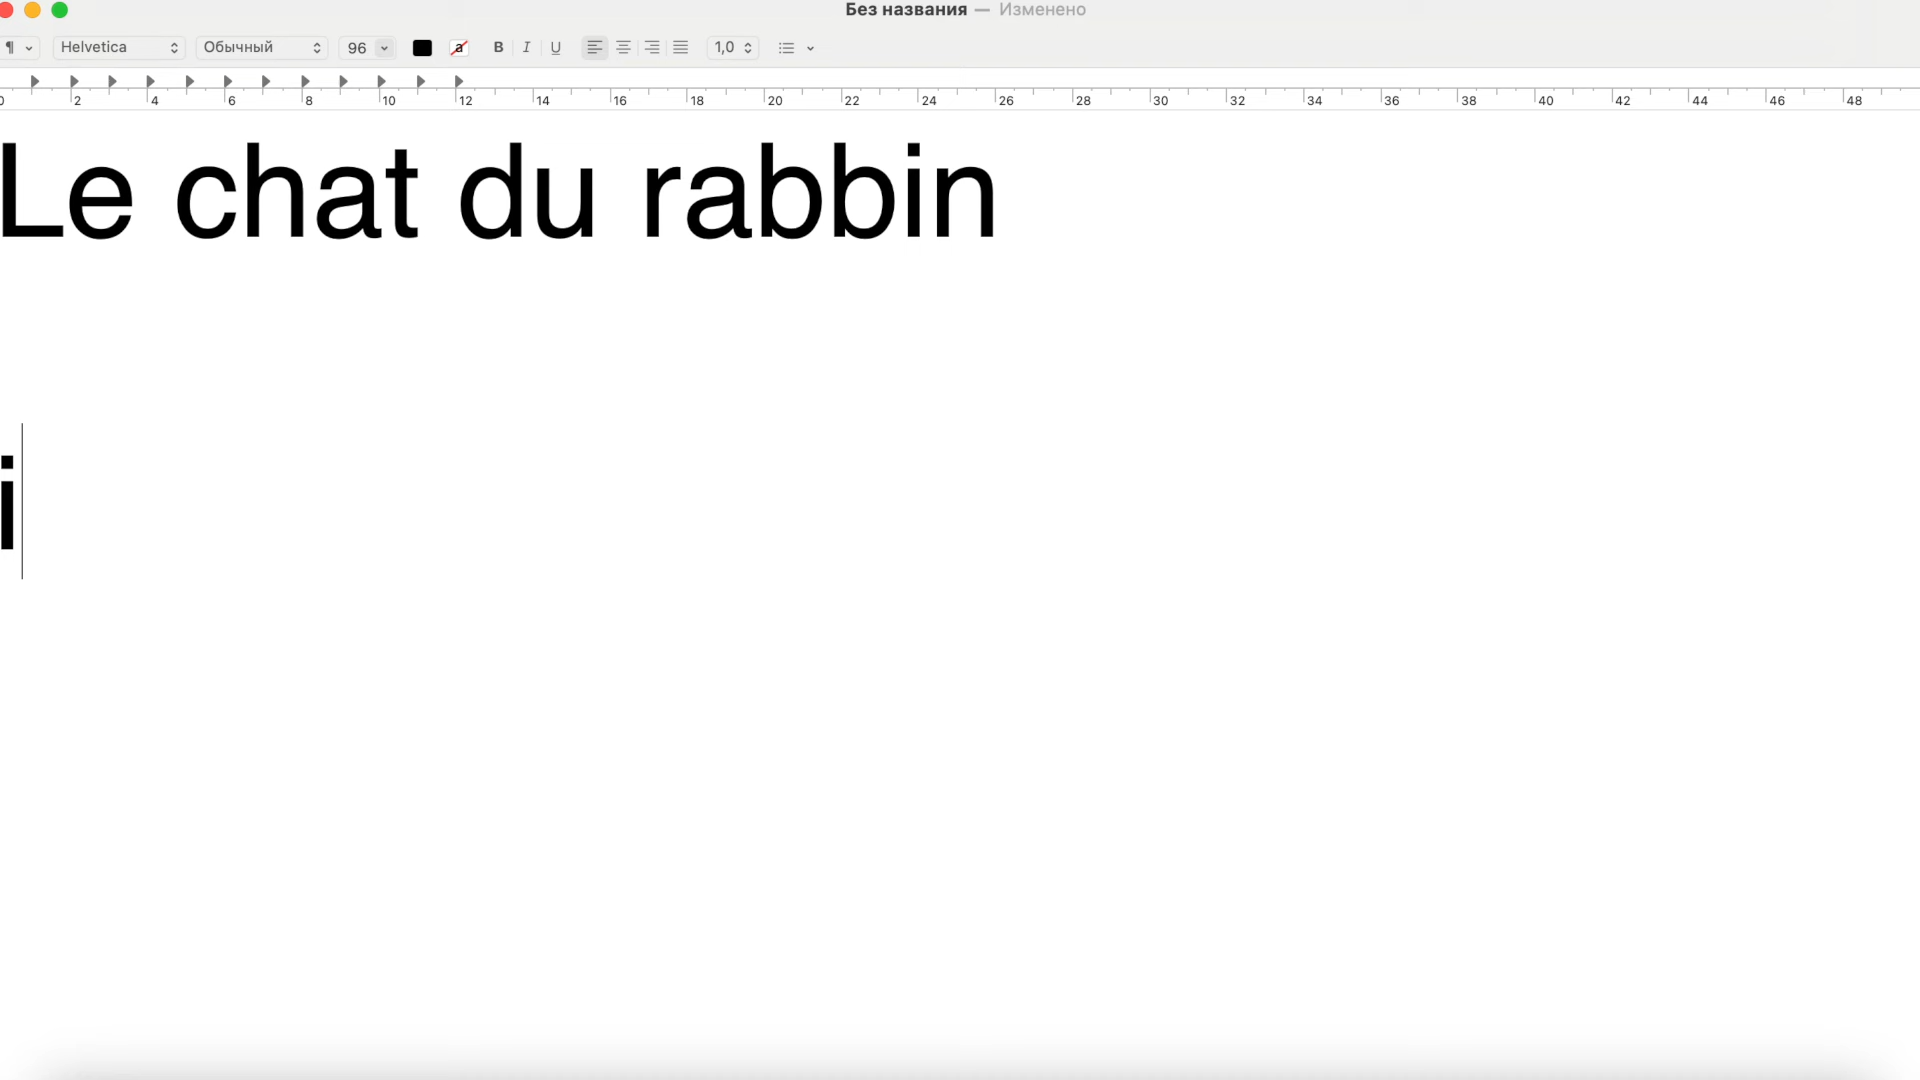 Без названия — Изменено
¶ Helvetica Обычный 96 a B I U 1,0
0 2 4 6 8 10 12 14 16 18 20 22 24 26 28 30 32 34 36 38 40 42 44 46 48
Le chat du rabbin
i